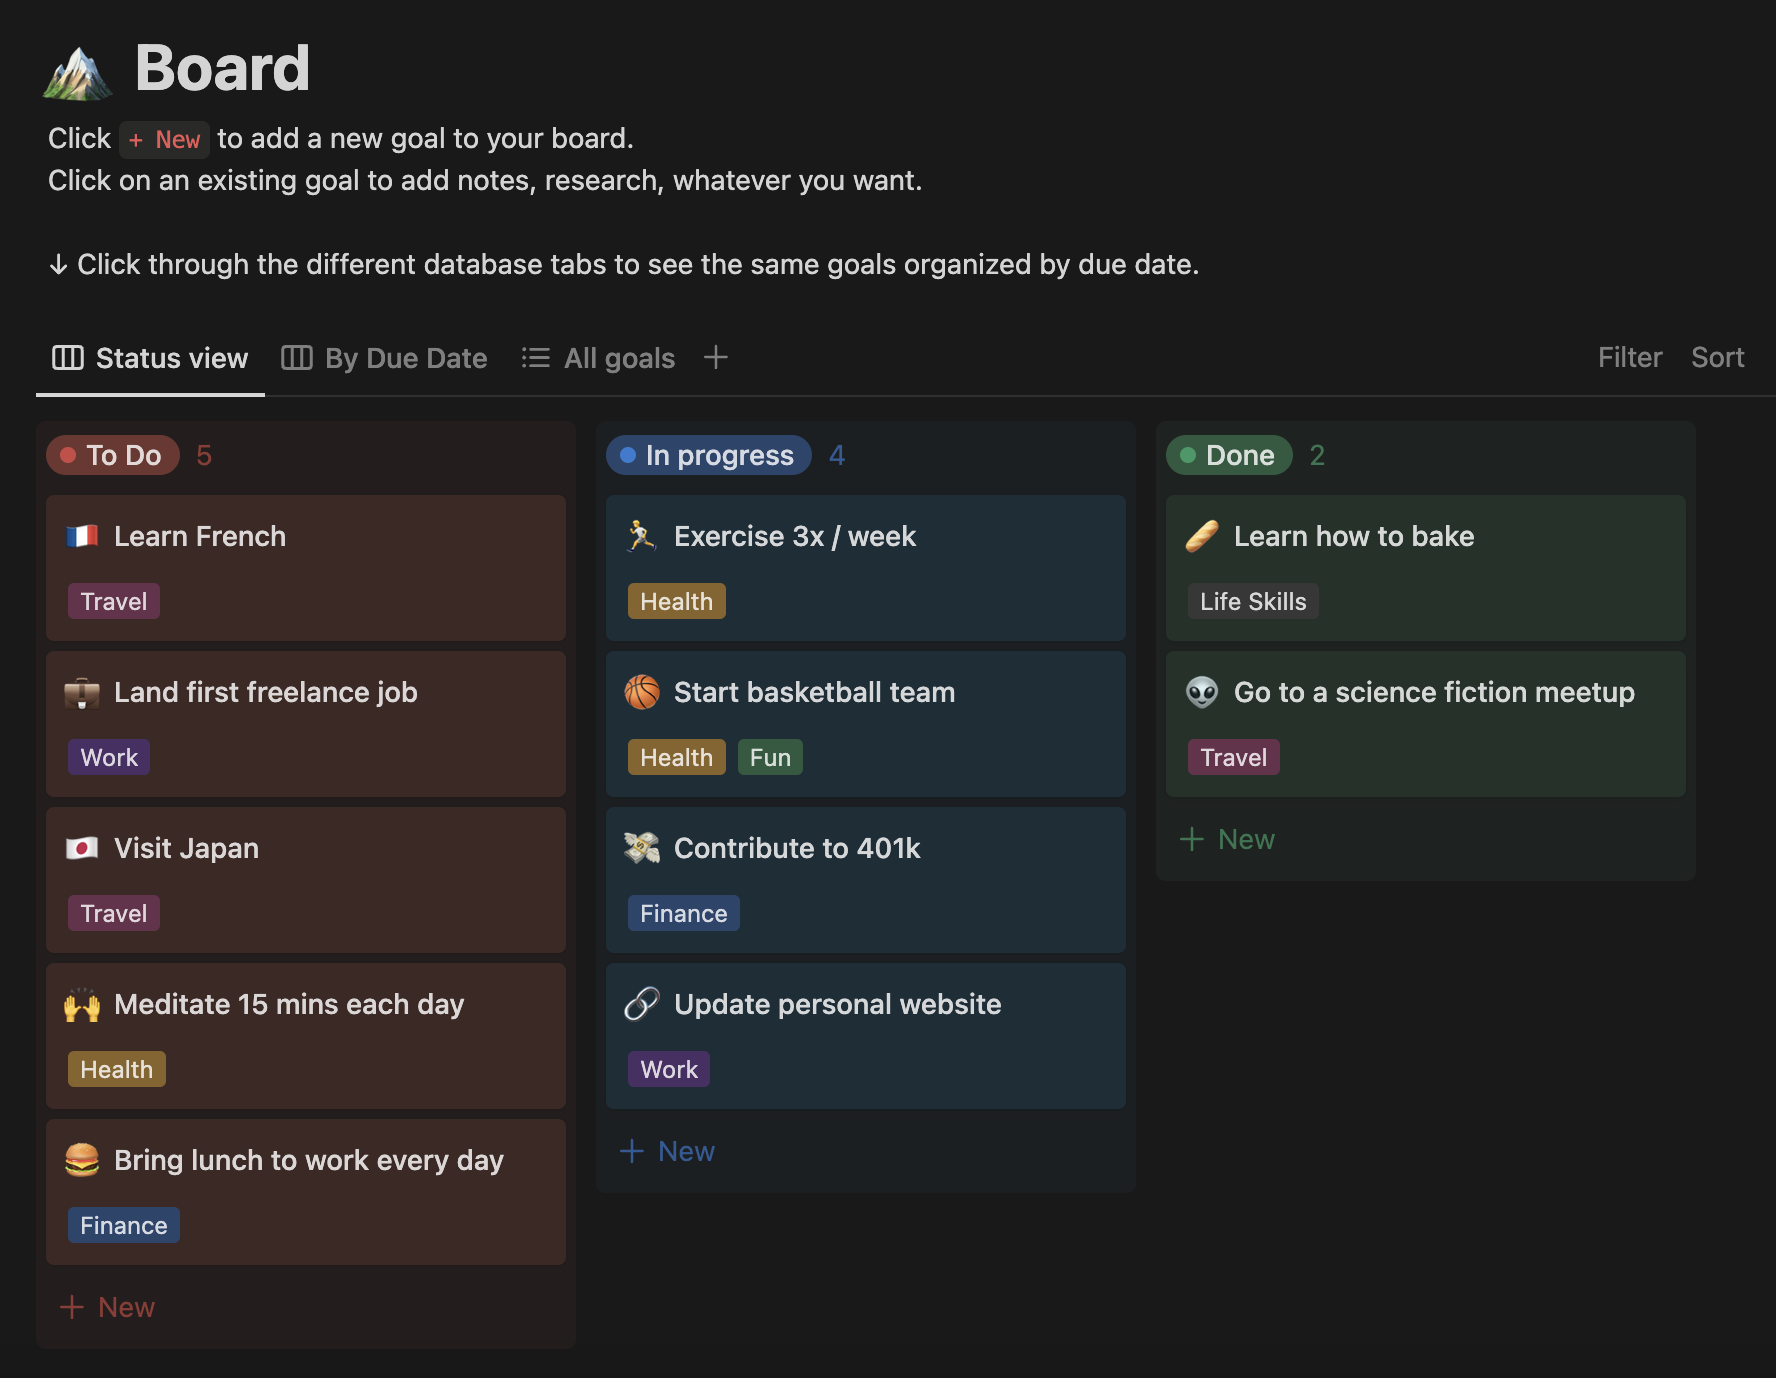 Board
Click + New to add a new goal to your board.
Click on an existing goal to add notes, research, whatever you want.
↓ Click through the different database tabs to see the same goals organized by due date.
Status view By Due Date All goals + Filter Sort
To Do 5
Learn French
Travel
Land first freelance job
Work
Visit Japan
Travel
Meditate 15 mins each day
Health
Bring lunch to work every day
Finance
+ New
In progress 4
Exercise 3x / week
Health
Start basketball team
Health Fun
Contribute to 401k
Finance
Update personal website
Work
+ New
Done 2
Learn how to bake
Life Skills
Go to a science fiction meetup
Travel
+ New